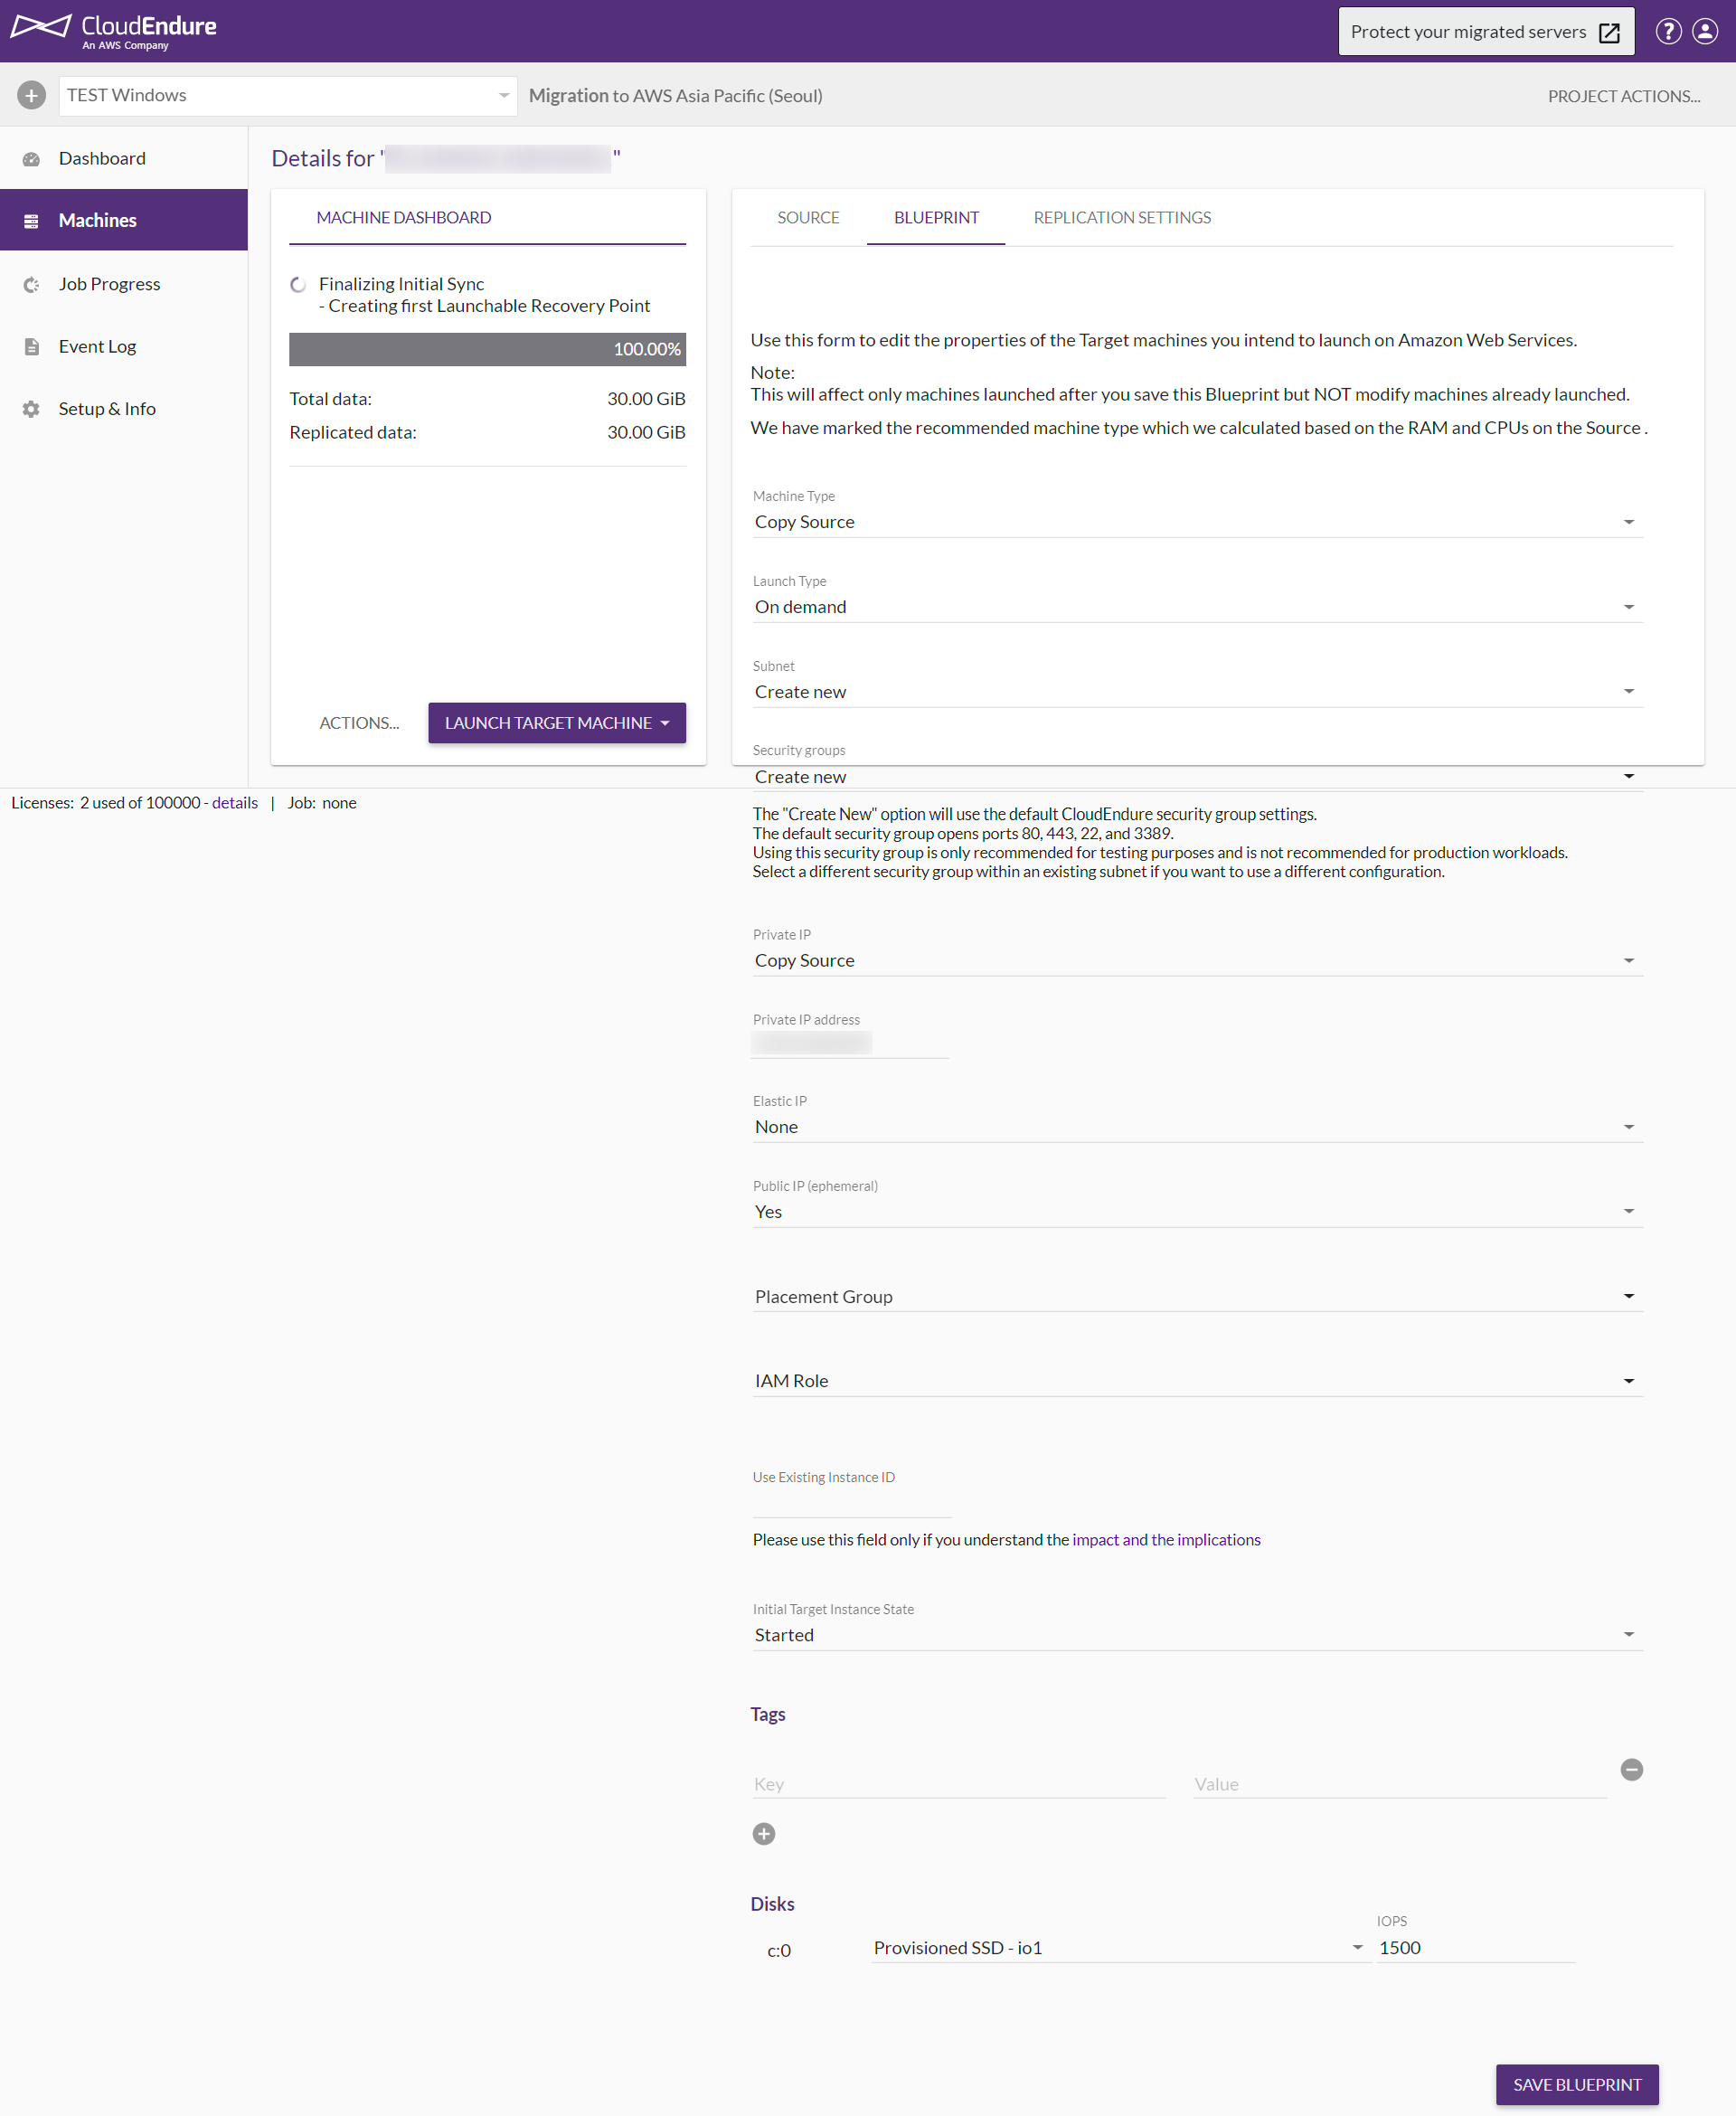 CloudEndure
An AWS Company
Protect your migrated servers
TEST Windows
Migration to AWS Asia Pacific (Seoul)
PROJECT ACTIONS...
Dashboard
Machines
Job Progress
Event Log
Setup & Info
Details for " "
MACHINE DASHBOARD
Finalizing Initial Sync
- Creating first Launchable Recovery Point
100.00%
Total data: 30.00 GiB
Replicated data: 30.00 GiB
ACTIONS...
LAUNCH TARGET MACHINE
SOURCE
BLUEPRINT
REPLICATION SETTINGS
Use this form to edit the properties of the Target machines you intend to launch on Amazon Web Services.
Note:
This will affect only machines launched after you save this Blueprint but NOT modify machines already launched.
We have marked the recommended machine type which we calculated based on the RAM and CPUs on the Source .
Machine Type
Copy Source
Launch Type
On demand
Subnet
Create new
Security groups
Create new
Licenses: 2 used of 100000 - details | Job: none
The "Create New" option will use the default CloudEndure security group settings.
The default security group opens ports 80, 443, 22, and 3389.
Using this security group is only recommended for testing purposes and is not recommended for production workloads.
Select a different security group within an existing subnet if you want to use a different configuration.
Private IP
Copy Source
Private IP address
Elastic IP
None
Public IP (ephemeral)
Yes
Placement Group
IAM Role
Use Existing Instance ID
Please use this field only if you understand the impact and the implications
Initial Target Instance State
Started
Tags
Key
Value
Disks
IOPS
c:0
Provisioned SSD - io1
1500
SAVE BLUEPRINT